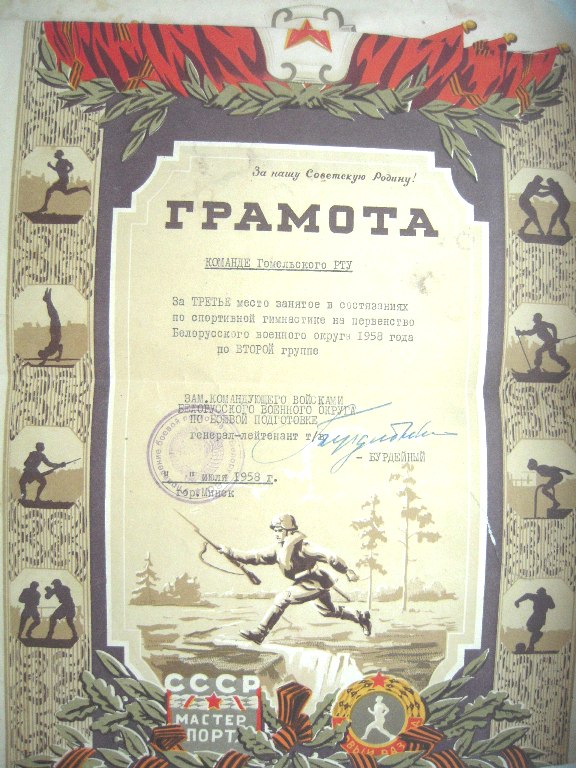 За нашу Советскую Родину!
ГРАМОТА
КОМАНДЕ Гомельского РТУ
За ТРЕТЬЕ место занятое в состязаниях
по спортивной гимнастике на первенство
Белорусского военного округа 1958 года
по ВТОРОЙ группе
ЗАМ.КОМАНДУЮЩЕГО ВОЙСКАМИ
БЕЛОРУССКОГО ВОЕННОГО ОКРУГА
ПО БОЕВОЙ ПОДГОТОВКЕ
генерал-лейтенант т/в
- БУРДЕЙНЫЙ
июля 1958 г.
гор.Минск
СССР
МАСТЕР
СПОРТ